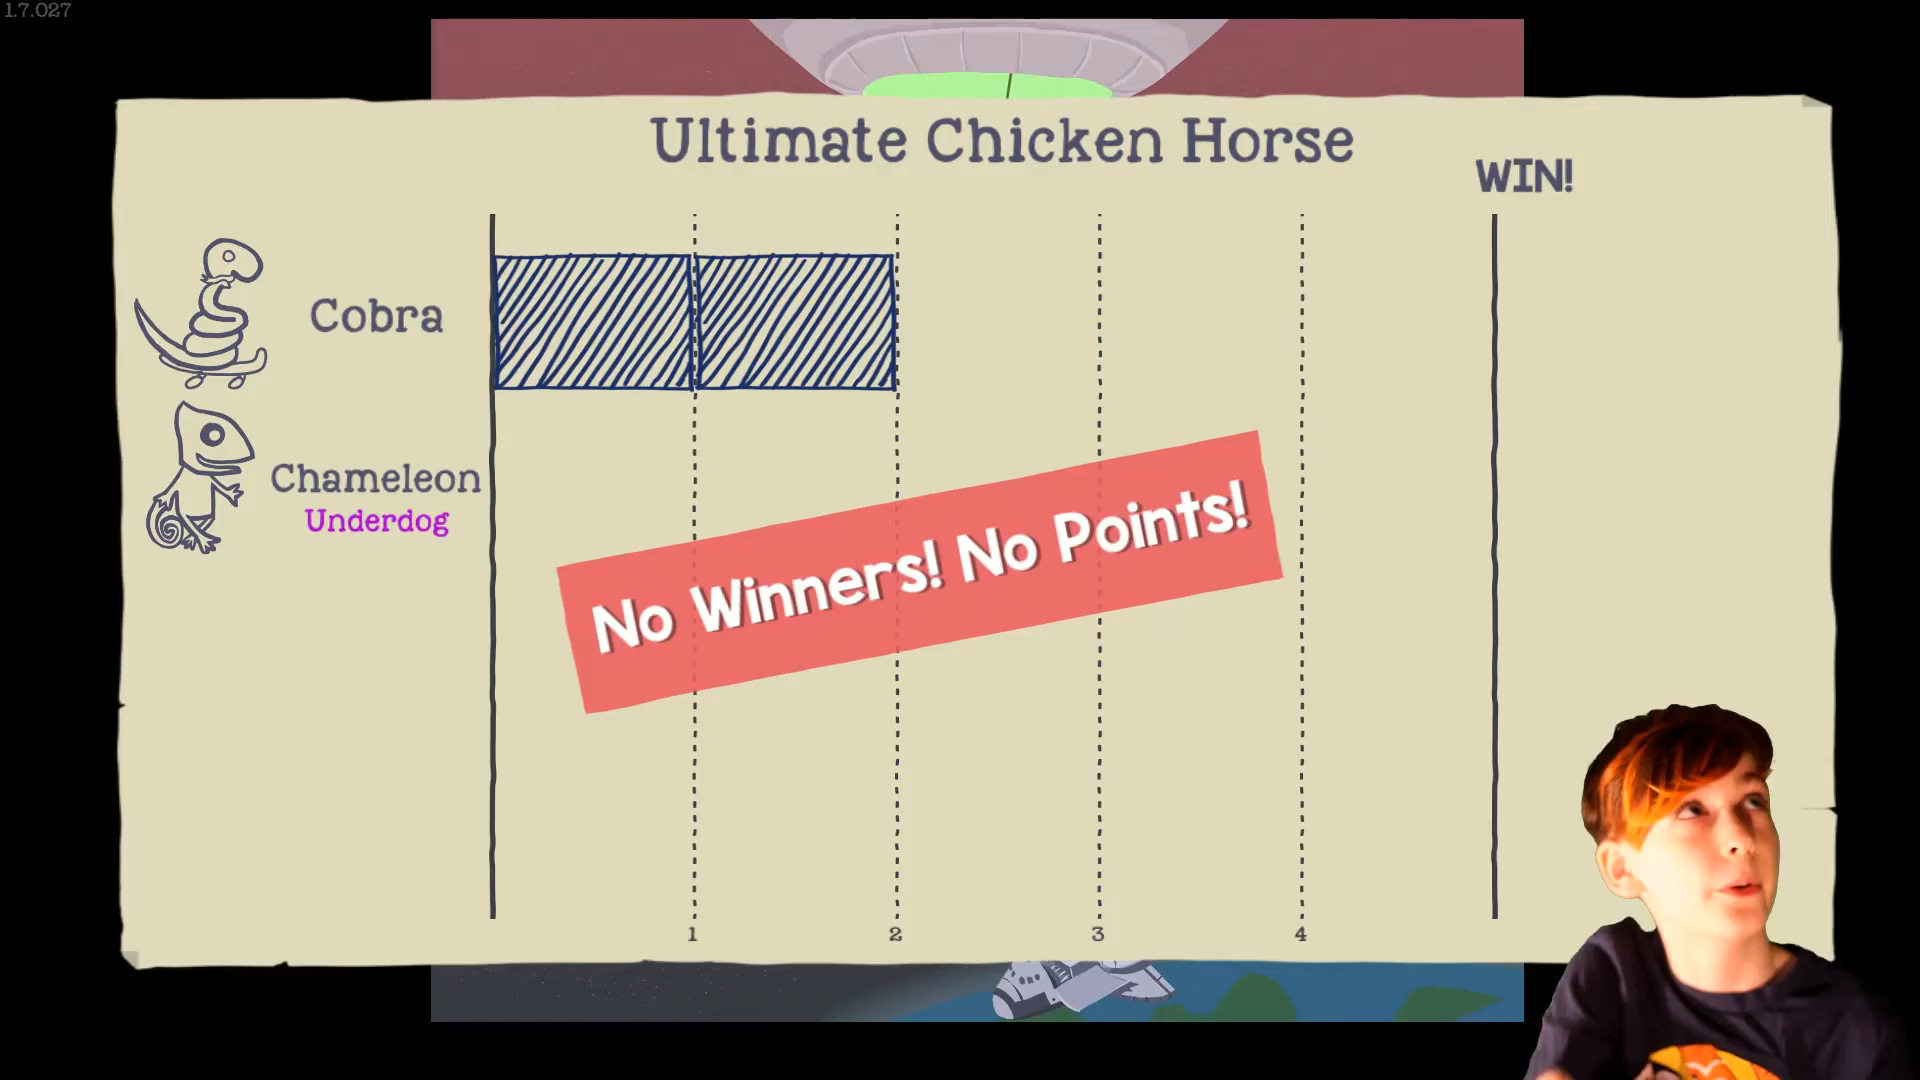 1.7.027
Ultimate Chicken Horse
WIN!
Cobra
Chameleon
Underdog
No Winners! No Points!
1 2 3 4